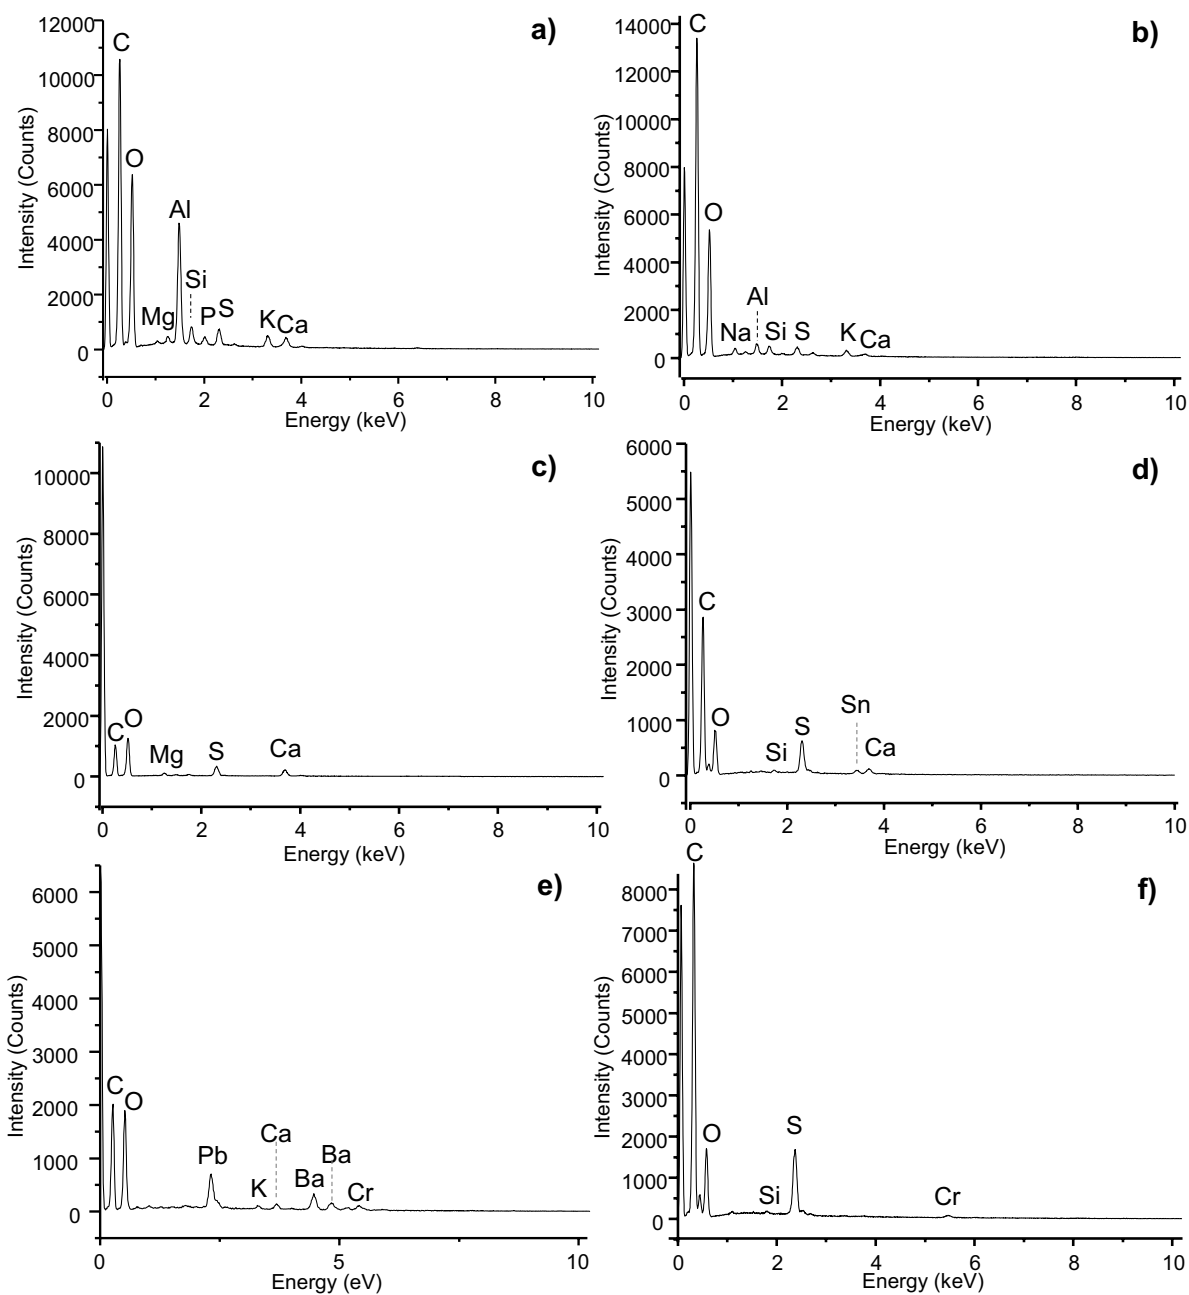 a)
12000
10000
8000
6000
4000
2000
0
Intensity (Counts)
C
O
Al
Si
Mg
P
S
K
Ca
0 2 4 6 8 10
Energy (keV)
b)
14000
12000
10000
8000
6000
4000
2000
0
Intensity (Counts)
C
O
Al
Na
Si
S
K
Ca
0 2 4 6 8 10
Energy (keV)
c)
10000
8000
6000
4000
2000
0
Intensity (Counts)
C
O
Mg
S
Ca
0 2 4 6 8 10
Energy (keV)
d)
6000
5000
4000
3000
2000
1000
0
Intensity (Counts)
C
O
Si
S
Sn
Ca
0 2 4 6 8 10
Energy (keV)
e)
6000
5000
4000
3000
2000
1000
0
Intensity (Counts)
C
O
Pb
K
Ca
Ba
Ba
Cr
0 5 10
Energy (eV)
f)
8000
7000
6000
5000
4000
3000
2000
1000
0
Intensity (Counts)
C
O
Si
S
Cr
0 2 4 6 8 10
Energy (keV)